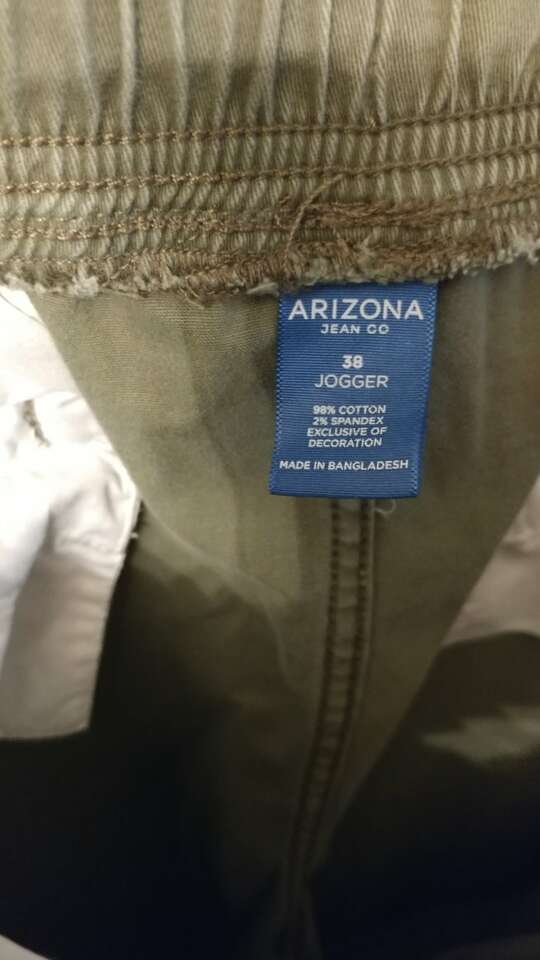 ARIZONA
JEAN CO
38
JOGGER
98% COTTON
2% SPANDEX
EXCLUSIVE OF
DECORATION
MADE IN BANGLADESH